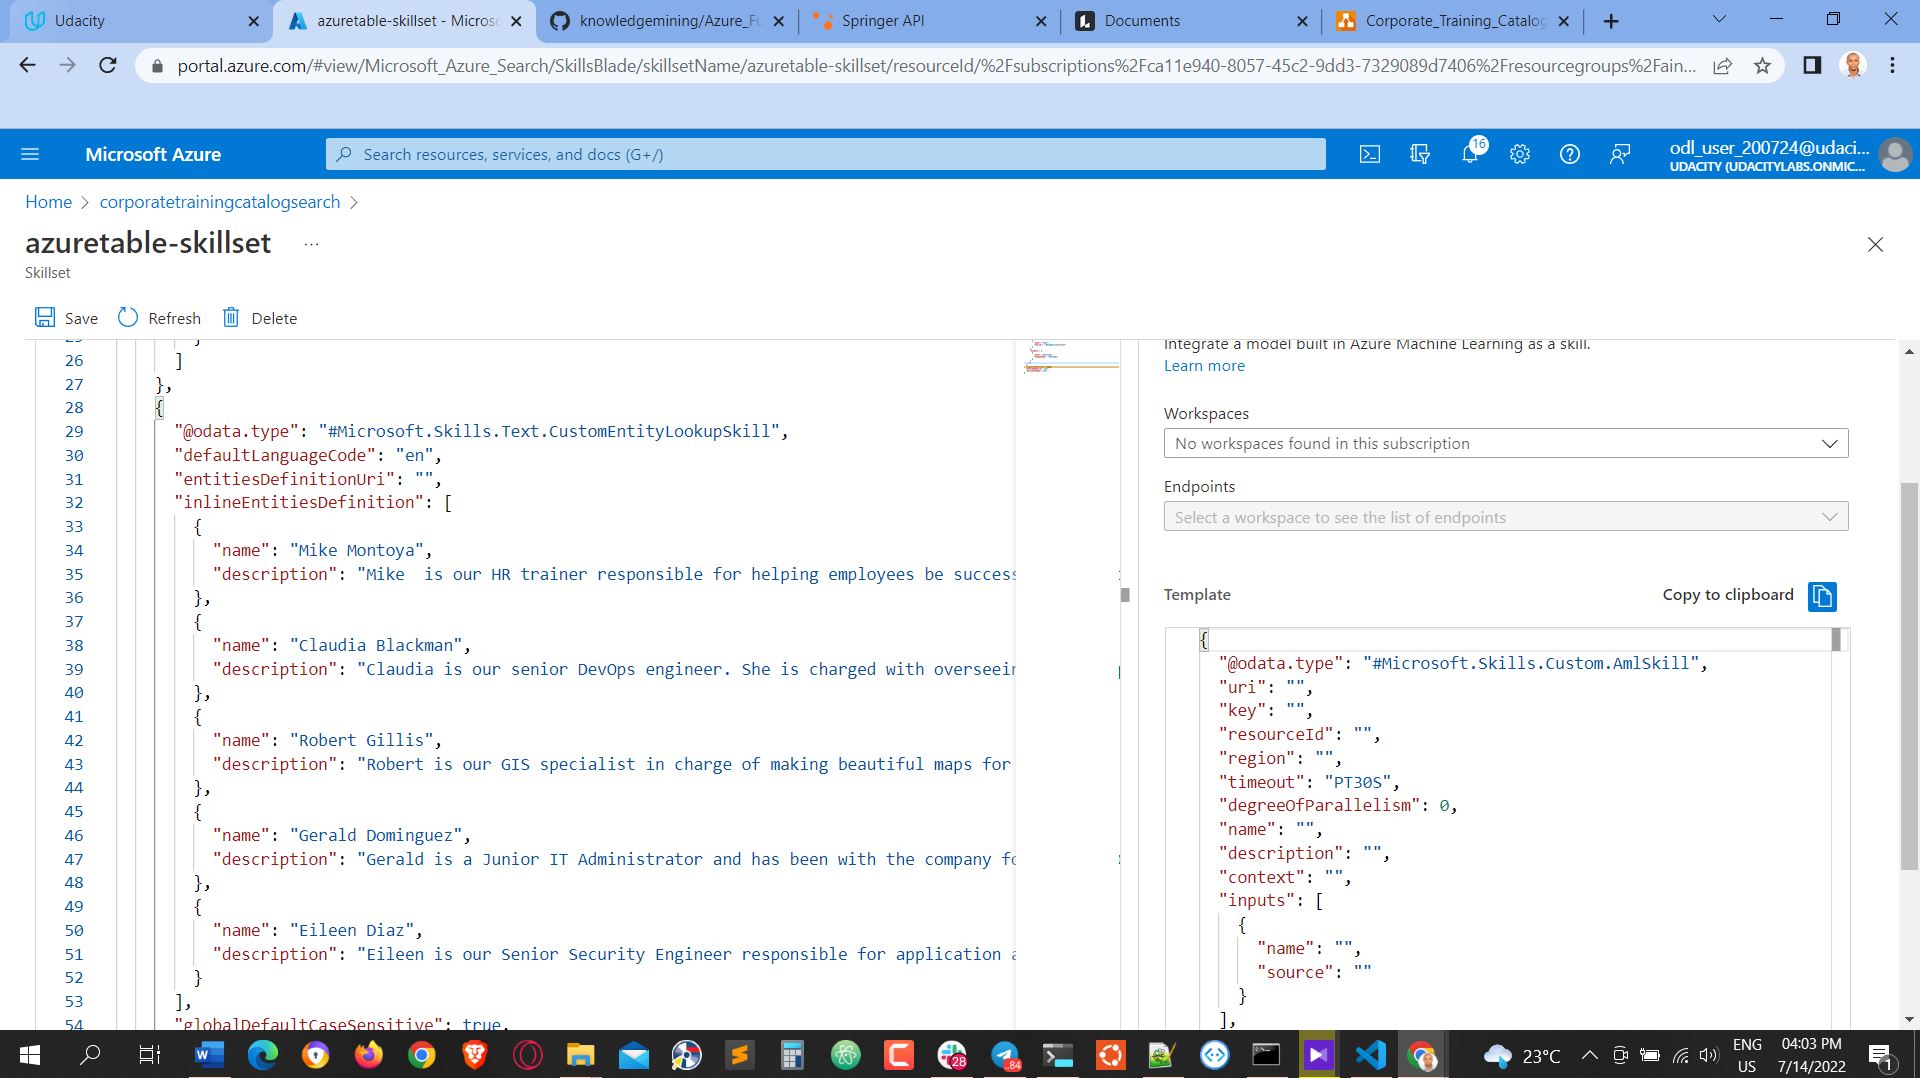 Udacity
azuretable-skillset - Microsc
knowledgemining/Azure_Fu
Springer API
Documents
Corporate_Training_Catalog
portal.azure.com/#view/Microsoft_Azure_Search/SkillsBlade/skillsetName/azuretable-skillset/resourceId/%2Fsubscriptions%2Fca11e940-8057-45c2-9dd3-7329089d7406%2Fresourcegroups%2Fain...
Microsoft Azure
Search resources, services, and docs (G+/)
16
odl_user_200724@udaci...
UDACITY (UDACITYLABS.ONMIC...
Home > corporatetrainingcatalogsearch >
azuretable-skillset ...
Skillset
Save
Refresh
Delete
25 }
26 ]
27 },
28 {
29 "@odata.type": "#Microsoft.Skills.Text.CustomEntityLookupSkill",
30 "defaultLanguageCode": "en",
31 "entitiesDefinitionUri": "",
32 "inlineEntitiesDefinition": [
33 {
34 "name": "Mike Montoya",
35 "description": "Mike  is our HR trainer responsible for helping employees be success
36 },
37 {
38 "name": "Claudia Blackman",
39 "description": "Claudia is our senior DevOps engineer. She is charged with overseein
40 },
41 {
42 "name": "Robert Gillis",
43 "description": "Robert is our GIS specialist in charge of making beautiful maps for
44 },
45 {
46 "name": "Gerald Dominguez",
47 "description": "Gerald is a Junior IT Administrator and has been with the company fo
48 },
49 {
50 "name": "Eileen Diaz",
51 "description": "Eileen is our Senior Security Engineer responsible for application a
52 }
53 ],
54 "globalDefaultCaseSensitive": true,
Integrate a model built in Azure Machine Learning as a skill.
Learn more
Workspaces
No workspaces found in this subscription
Endpoints
Select a workspace to see the list of endpoints
Template
Copy to clipboard
{
"@odata.type": "#Microsoft.Skills.Custom.AmlSkill",
"uri": "",
"key": "",
"resourceId": "",
"region": "",
"timeout": "PT30S",
"degreeOfParallelism": 0,
"name": "",
"description": "",
"context": "",
"inputs": [
{
"name": "",
"source": ""
}
],
28
84
23°C
ENG
US
04:03 PM
7/14/2022
1